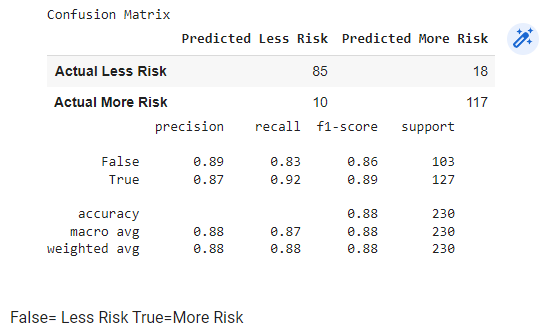 Confusion Matrix
Predicted Less Risk Predicted More Risk
Actual Less Risk 85 18
Actual More Risk 10 117
precision recall f1-score support
False 0.89 0.83 0.86 103
True 0.87 0.92 0.89 127
accuracy 0.88 230
macro avg 0.88 0.87 0.88 230
weighted avg 0.88 0.88 0.88 230
False= Less Risk True=More Risk